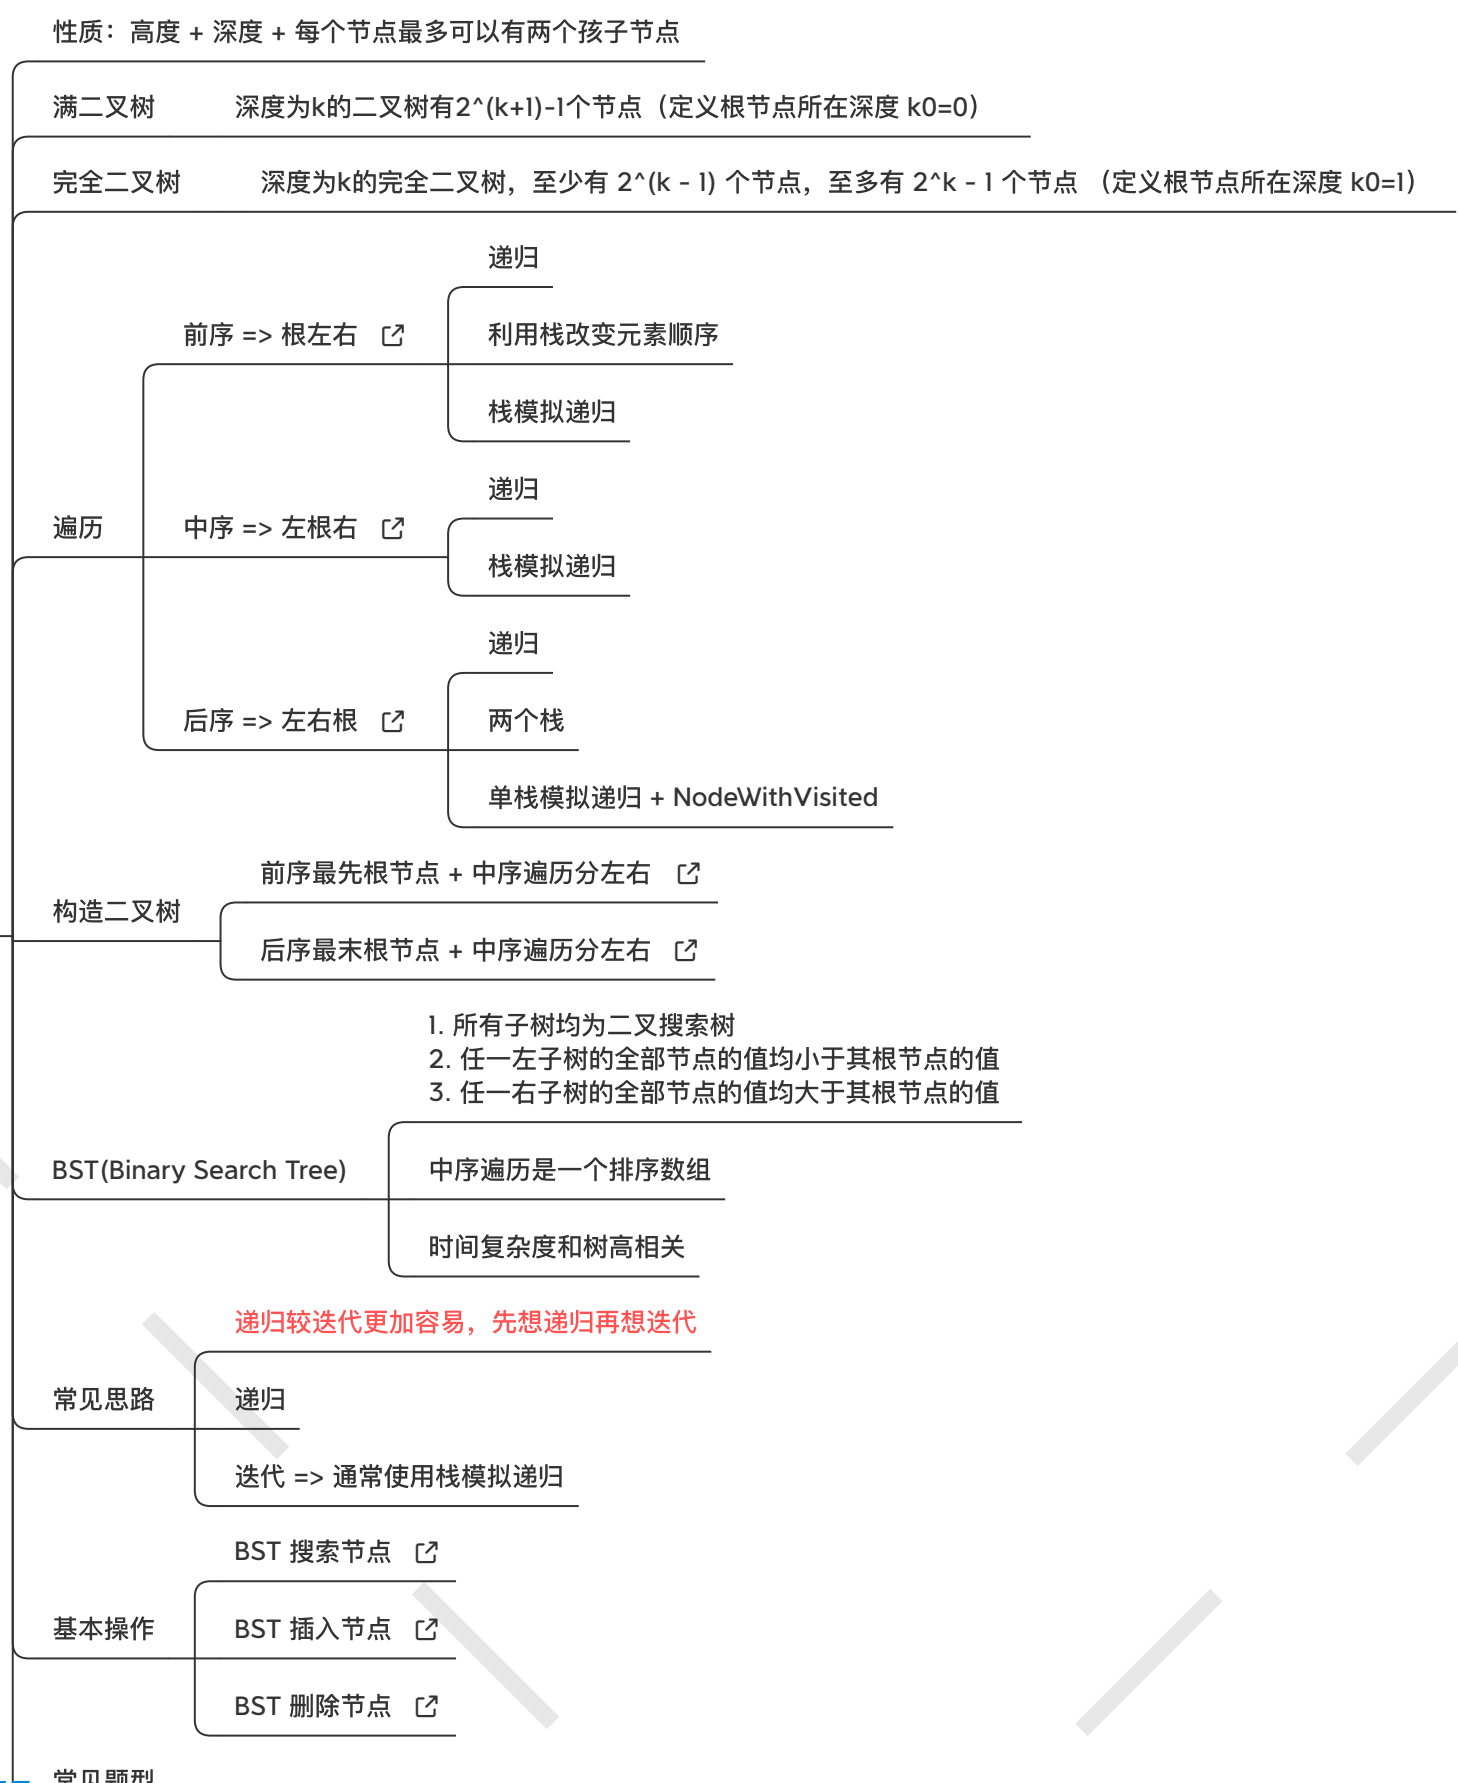 性质：高度 + 深度 + 每个节点最多可以有两个孩子节点
满二叉树
深度为k的二叉树有2^(k+1)-1个节点（定义根节点所在深度 k0=0）
完全二叉树
深度为k的完全二叉树，至少有 2^(k - 1) 个节点，至多有 2^k - 1 个节点 （定义根节点所在深度 k0=1）
遍历
前序 => 根左右
递归
利用栈改变元素顺序
栈模拟递归
中序 => 左根右
递归
栈模拟递归
后序 => 左右根
递归
两个栈
单栈模拟递归 + NodeWithVisited
构造二叉树
前序最先根节点 + 中序遍历分左右
后序最末根节点 + 中序遍历分左右
BST(Binary Search Tree)
1. 所有子树均为二叉搜索树
2. 任一左子树的全部节点的值均小于其根节点的值
3. 任一右子树的全部节点的值均大于其根节点的值
中序遍历是一个排序数组
时间复杂度和树高相关
常见思路
递归较迭代更加容易，先想递归再想迭代
递归
迭代 => 通常使用栈模拟递归
基本操作
BST 搜索节点
BST 插入节点
BST 删除节点
常见题型